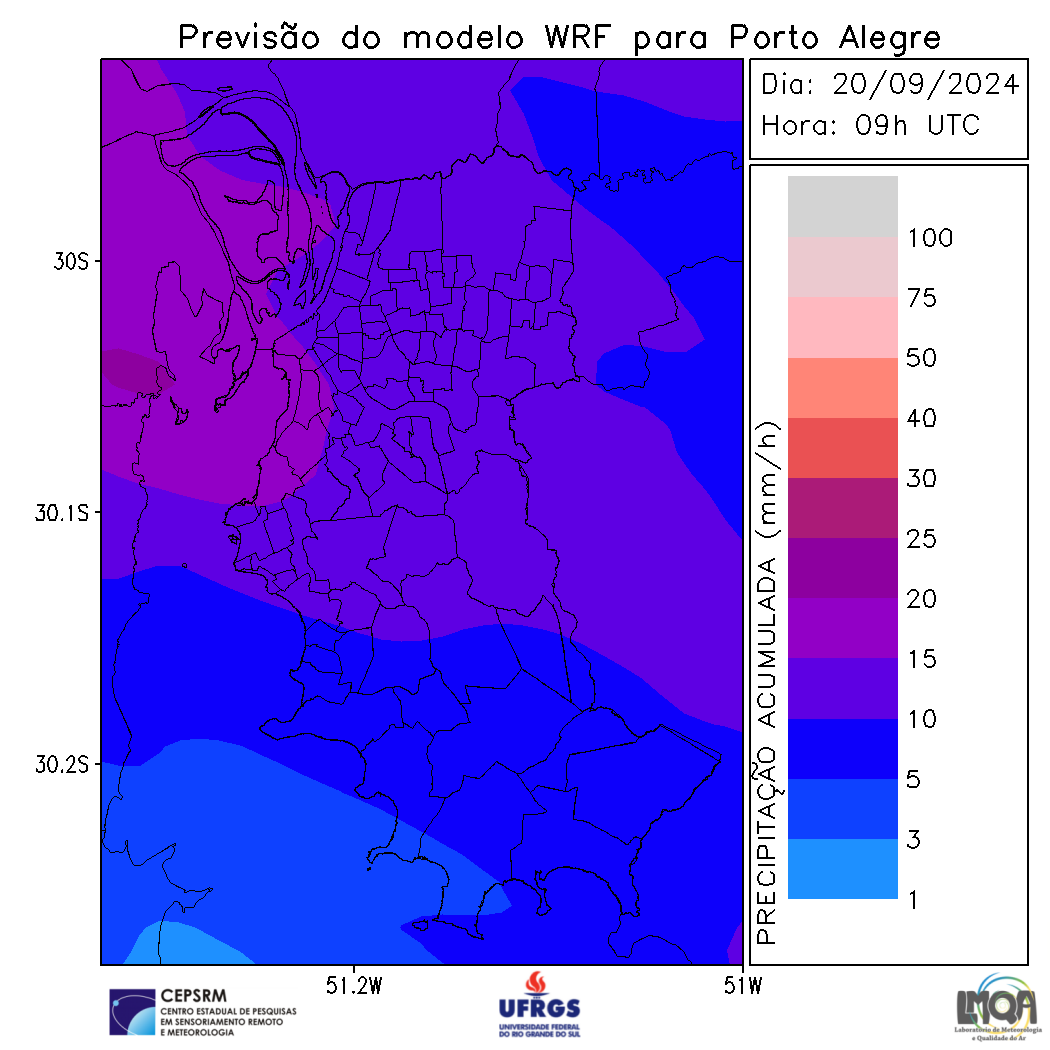 Previsão do modelo WRF para Porto Alegre
Dia: 20/09/2024
Hora: 09h UTC
30S
30.1S
30.2S
51.2W
51W
PRECIPITAÇÃO ACUMULADA (mm/h)
100
75
50
40
30
25
20
15
10
5
3
1
CEPSRM
CENTRO ESTADUAL DE PESQUISAS
EM SENSORIAMENTO REMOTO
E METEOROLOGIA
UFRGS
UNIVERSIDADE FEDERAL
DO RIO GRANDE DO SUL
LMQA
Laboratório de Meteorologia
e Qualidade do Ar